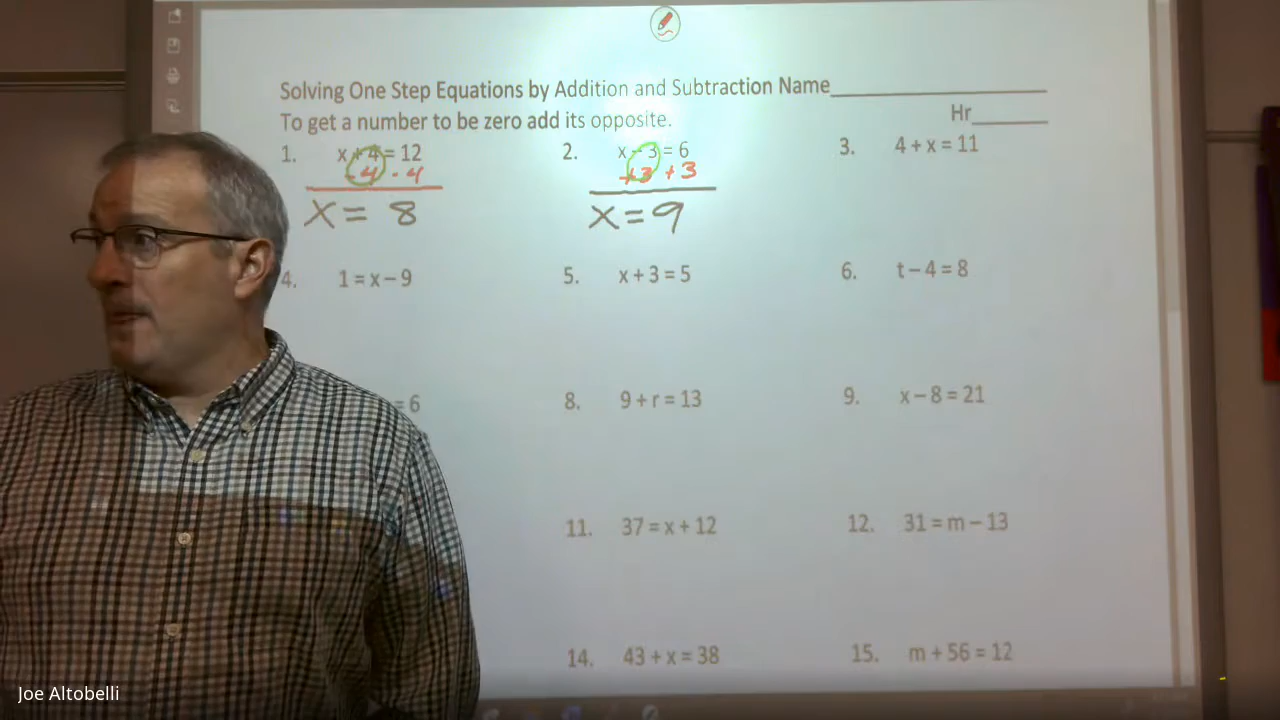 Solving One Step Equations by Addition and Subtraction Name____________________
Hr_______
To get a number to be zero add its opposite.
1. x + 4 = 12 2. x - 3 = 6 3. 4 + x = 11
-4 - 4 +3 +3
x = 8 x = 9
4. 1 = x - 9 5. x + 3 = 5 6. t - 4 = 8
= 6 8. 9 + r = 13 9. x - 8 = 21
11. 37 = x + 12 12. 31 = m - 13
14. 43 + x = 38 15. m + 56 = 12
Joe Altobelli